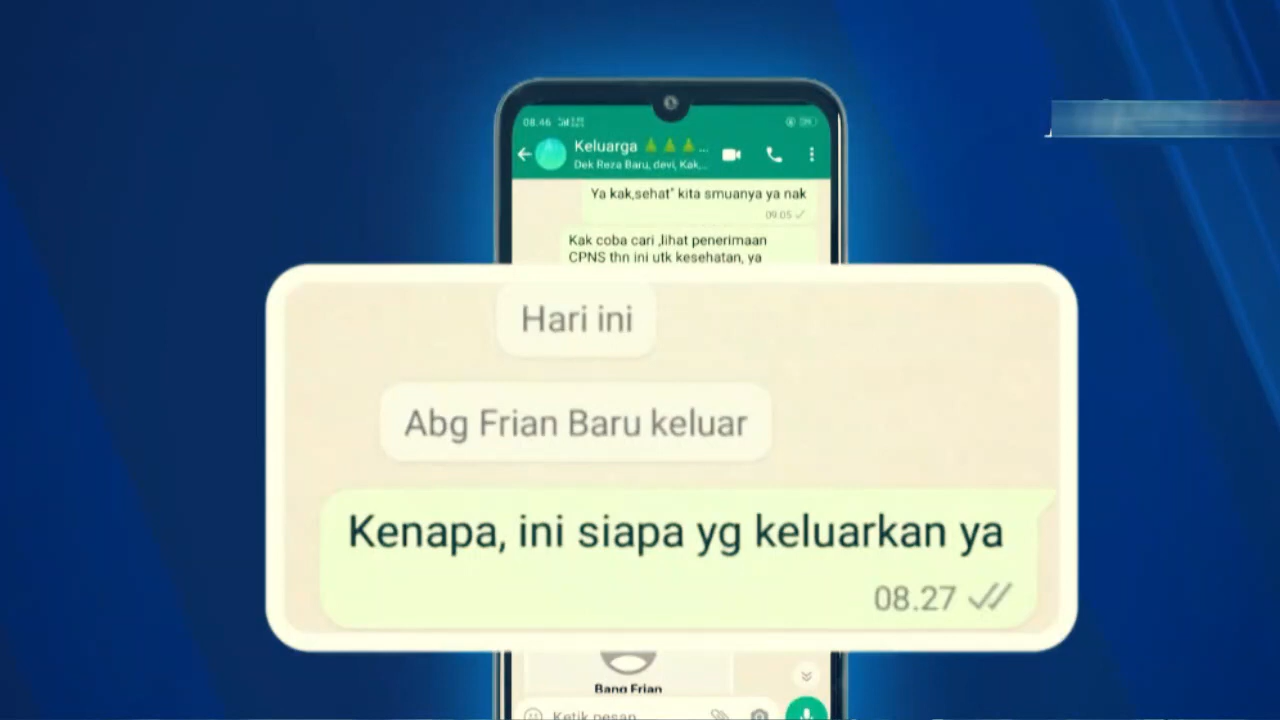 08.46
Keluarga
Dek Reza Baru, devi, Kak,...
Ya kak,sehat" kita smuanya ya nak
09.05
Kak coba cari ,lihat penerimaan
CPNS thn ini utk kesehatan, ya
Hari ini
Abg Frian Baru keluar
Kenapa, ini siapa yg keluarkan ya
08.27
Bang Frian
Ketik pesan